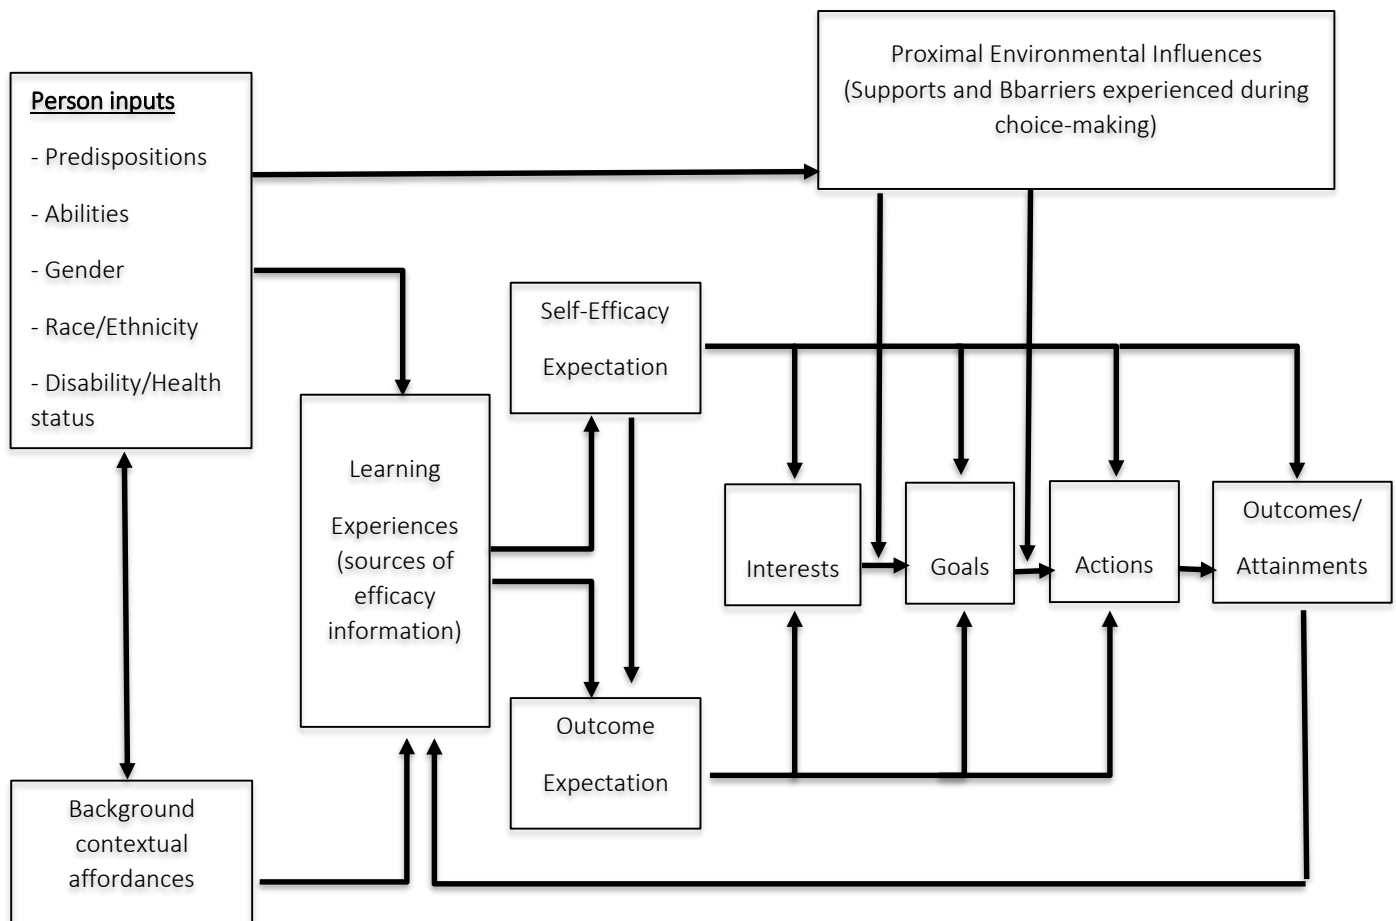 Proximal Environmental Influences
(Supports and Bbarriers experienced during
choice-making)
Person inputs
- Predispositions
- Abilities
- Gender
- Race/Ethnicity
- Disability/Health
status
Self-Efficacy
Expectation
Learning
Experiences
(sources of
efficacy
information)
Interests
Goals
Actions
Outcomes/
Attainments
Outcome
Expectation
Background
contextual
affordances